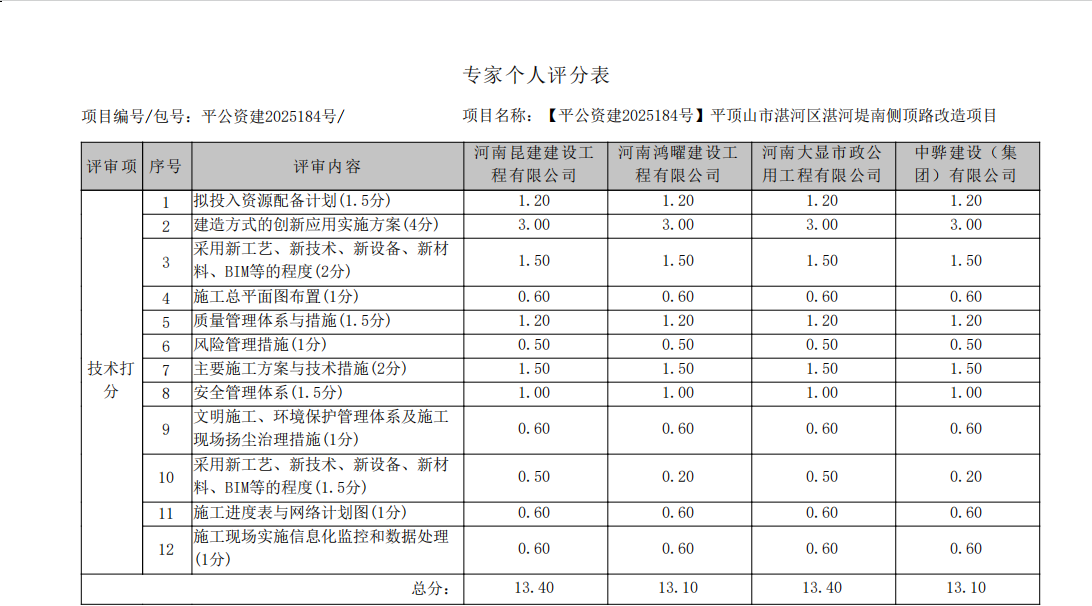 专家个人评分表
项目编号/包号：平公资建2025184号/ 项目名称：【平公资建2025184号】平顶山市湛河区湛河堤南侧顶路改造项目
评审项 序号 评审内容 河南昆建建设工程有限公司 河南鸿曜建设工程有限公司 河南大显市政公用工程有限公司 中骅建设（集团）有限公司
技术打分
1 拟投入资源配备计划(1.5分) 1.20 1.20 1.20 1.20
2 建造方式的创新应用实施方案(4分) 3.00 3.00 3.00 3.00
3 采用新工艺、新技术、新设备、新材料、BIM等的程度(2分) 1.50 1.50 1.50 1.50
4 施工总平面图布置(1分) 0.60 0.60 0.60 0.60
5 质量管理体系与措施(1.5分) 1.20 1.20 1.20 1.20
6 风险管理措施(1分) 0.50 0.50 0.50 0.50
7 主要施工方案与技术措施(2分) 1.50 1.50 1.50 1.50
8 安全管理体系(1.5分) 1.00 1.00 1.00 1.00
9 文明施工、环境保护管理体系及施工现场扬尘治理措施(1分) 0.60 0.60 0.60 0.60
10 采用新工艺、新技术、新设备、新材料、BIM等的程度(1.5分) 0.50 0.20 0.50 0.20
11 施工进度表与网络计划图(1分) 0.60 0.60 0.60 0.60
12 施工现场实施信息化监控和数据处理(1分) 0.60 0.60 0.60 0.60
总分： 13.40 13.10 13.40 13.10